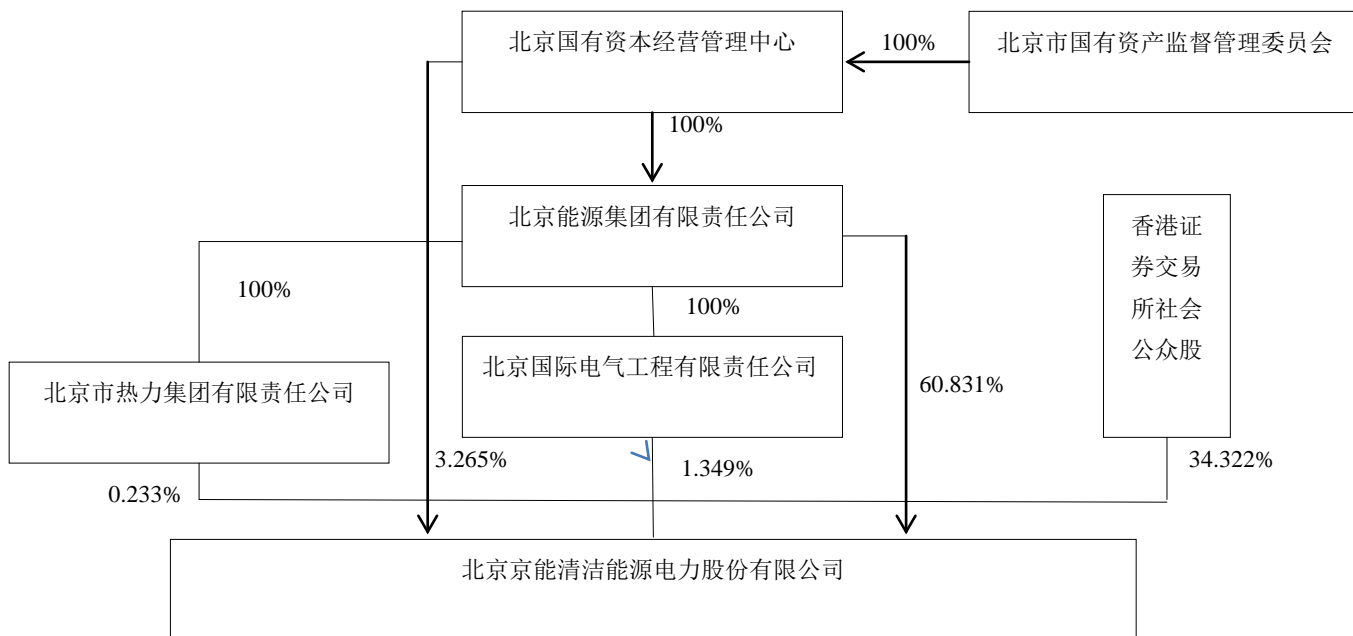 北京国有资本经营管理中心
100%
北京市国有资产监督管理委员会
100%
北京能源集团有限责任公司
香港证
券交易
所社会
公众股
100%
100%
北京国际电气工程有限责任公司
北京市热力集团有限责任公司
60.831%
3.265%
1.349%
34.322%
0.233%
北京京能清洁能源电力股份有限公司